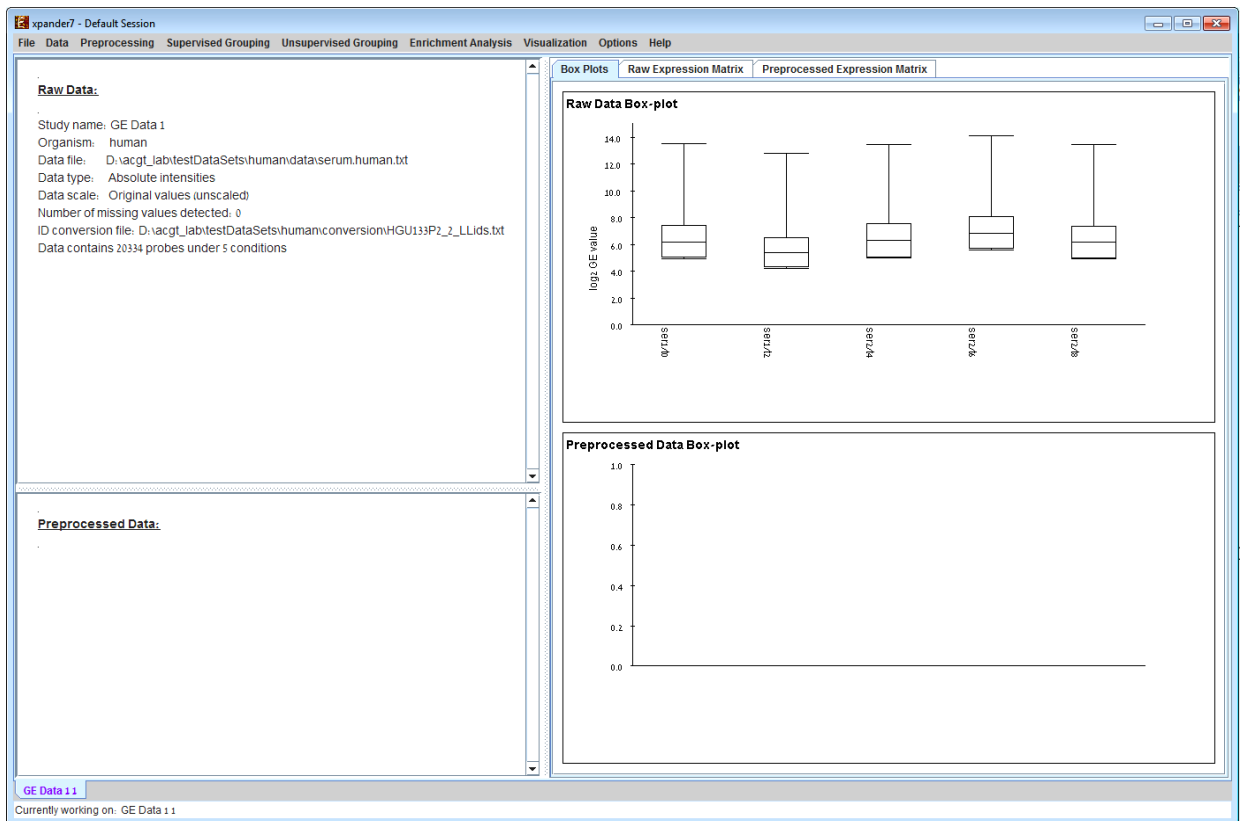 xpander7 - Default Session
File Data Preprocessing Supervised Grouping Unsupervised Grouping Enrichment Analysis Visualization Options Help
Raw Data:
Study name: GE Data 1
Organism: human
Data file: D:\acgt_lab\testDataSets\human\data\serum.human.txt
Data type: Absolute intensities
Data scale: Original values (unscaled)
Number of missing values detected: 0
ID conversion file: D:\acgt_lab\testDataSets\human\conversion\HGU133P2_2_LLids.txt
Data contains 20334 probes under 5 conditions
Preprocessed Data:
Box Plots Raw Expression Matrix Preprocessed Expression Matrix
Raw Data Box-plot
log2 GE value
14.0
12.0
10.0
8.0
6.0
4.0
2.0
0.0
ser1/t0 ser1/t2 ser2/t4 ser2/t6 ser2/t8
Preprocessed Data Box-plot
1.0
0.8
0.6
0.4
0.2
0.0
GE Data 1 1
Currently working on: GE Data 1 1